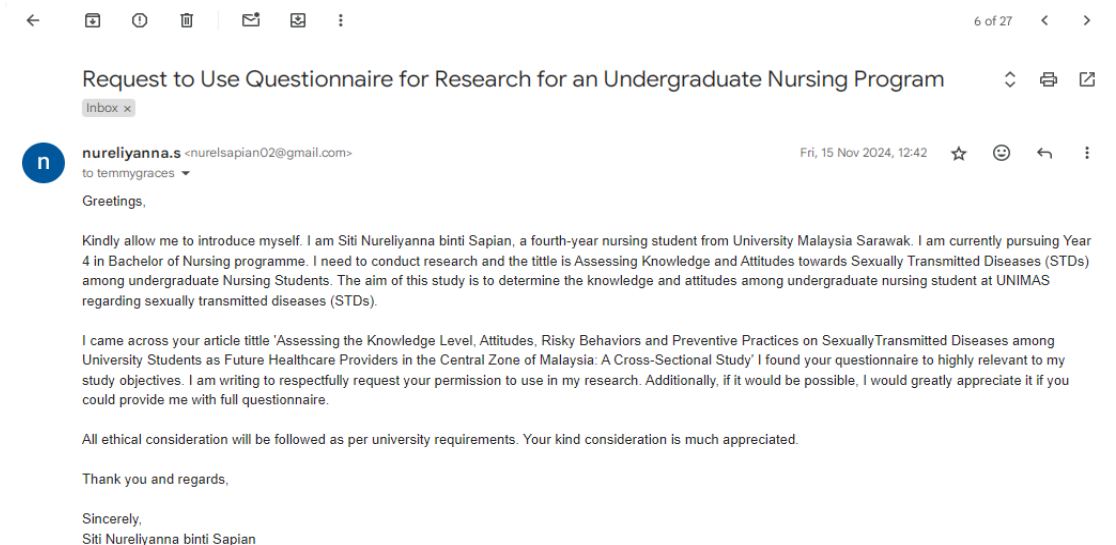 6 of 27
Request to Use Questionnaire for Research for an Undergraduate Nursing Program
Inbox ×
n
nureliyanna.s <nurelsapian02@gmail.com>
Fri, 15 Nov 2024, 12:42
to temmygraces
Greetings,
Kindly allow me to introduce myself. I am Siti Nureliyanna binti Sapian, a fourth-year nursing student from University Malaysia Sarawak. I am currently pursuing Year
4 in Bachelor of Nursing programme. I need to conduct research and the tittle is Assessing Knowledge and Attitudes towards Sexually Transmitted Diseases (STDs)
among undergraduate Nursing Students. The aim of this study is to determine the knowledge and attitudes among undergraduate nursing student at UNIMAS
regarding sexually transmitted diseases (STDs).
I came across your article tittle 'Assessing the Knowledge Level, Attitudes, Risky Behaviors and Preventive Practices on SexuallyTransmitted Diseases among
University Students as Future Healthcare Providers in the Central Zone of Malaysia: A Cross-Sectional Study' I found your questionnaire to highly relevant to my
study objectives. I am writing to respectfully request your permission to use in my research. Additionally, if it would be possible, I would greatly appreciate it if you
could provide me with full questionnaire.
All ethical consideration will be followed as per university requirements. Your kind consideration is much appreciated.
Thank you and regards,
Sincerely,
Siti Nureliyanna binti Sapian